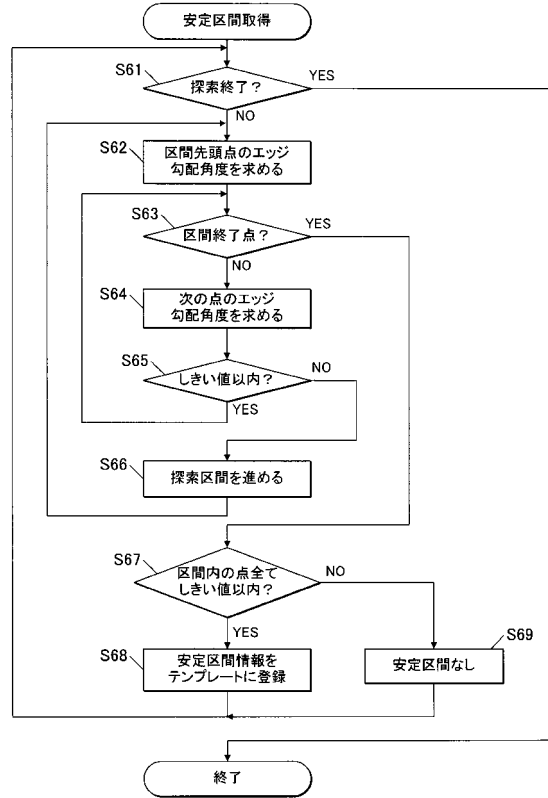 安定区間取得
S61
探索終了？
YES
NO
S62
区間先頭点のエッジ
勾配角度を求める
S63
区間終了点？
YES
NO
S64
次の点のエッジ
勾配角度を求める
S65
しきい値以内？
NO
YES
S66
探索区間を進める
S67
区間内の点全て
しきい値以内？
NO
YES
S68
安定区間情報を
テンプレートに登録
S69
安定区間なし
終了